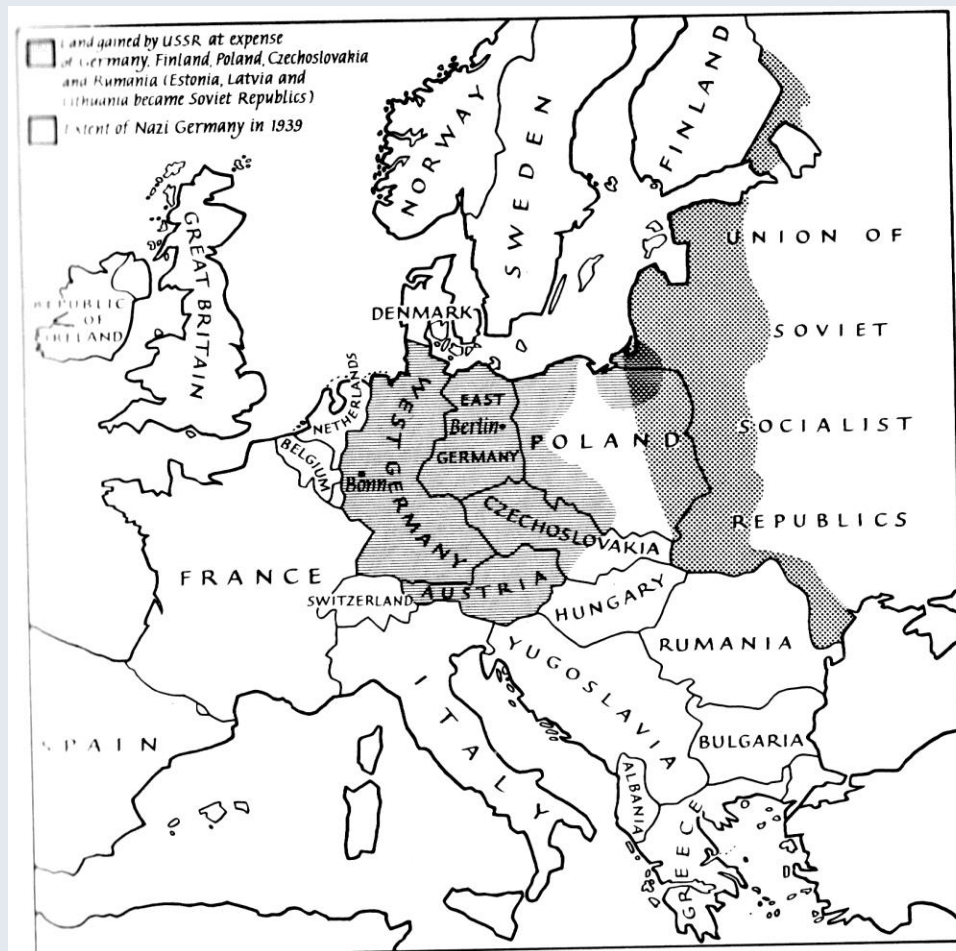 Land gained by USSR at expense
of Germany, Finland, Poland, Czechoslovakia
and Rumania (Estonia, Latvia and
Lithuania became Soviet Republics)
Extent of Nazi Germany in 1939
NORWAY
SWEDEN
FINLAND
GREAT BRITAIN
REPUBLIC
OF
IRELAND
DENMARK
UNION OF
SOVIET
SOCIALIST
REPUBLICS
NETHERLANDS
BELGIUM
WEST GERMANY
Bonn
EAST
Berlin
GERMANY
POLAND
CZECHOSLOVAKIA
FRANCE
SWITZERLAND
AUSTRIA
HUNGARY
RUMANIA
YUGOSLAVIA
ITALY
SPAIN
BULGARIA
ALBANIA
GREECE